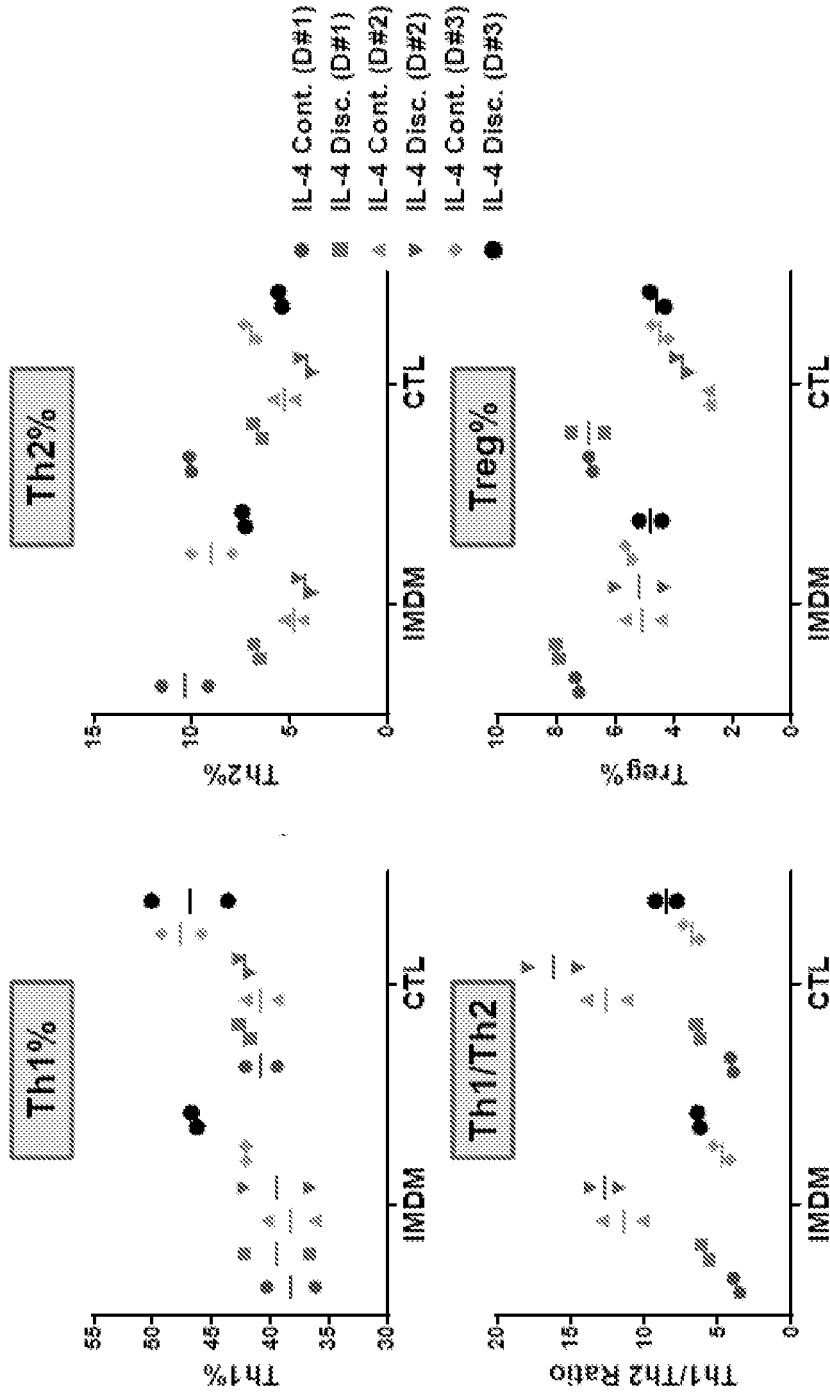 Th1%
Th1%
55
50
45
40
35
30
IMDM
CTL
Th2%
Th2%
15
10
5
0
IMDM
CTL
IL-4 Cont. (D#1)
IL-4 Disc. (D#1)
IL-4 Cont. (D#2)
IL-4 Disc. (D#2)
IL-4 Cont. (D#3)
IL-4 Disc. (D#3)
Th1/Th2
Th1/Th2 Ratio
20
15
10
5
0
IMDM
CTL
Treg%
Treg%
10
8
6
4
2
0
IMDM
CTL